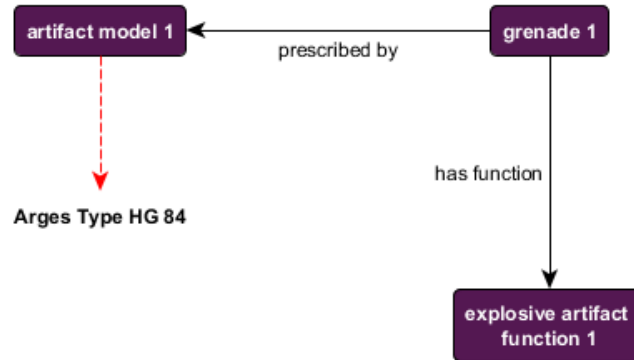 artifact model 1
grenade 1
prescribed by
has function
Arges Type HG 84
explosive artifact
function 1